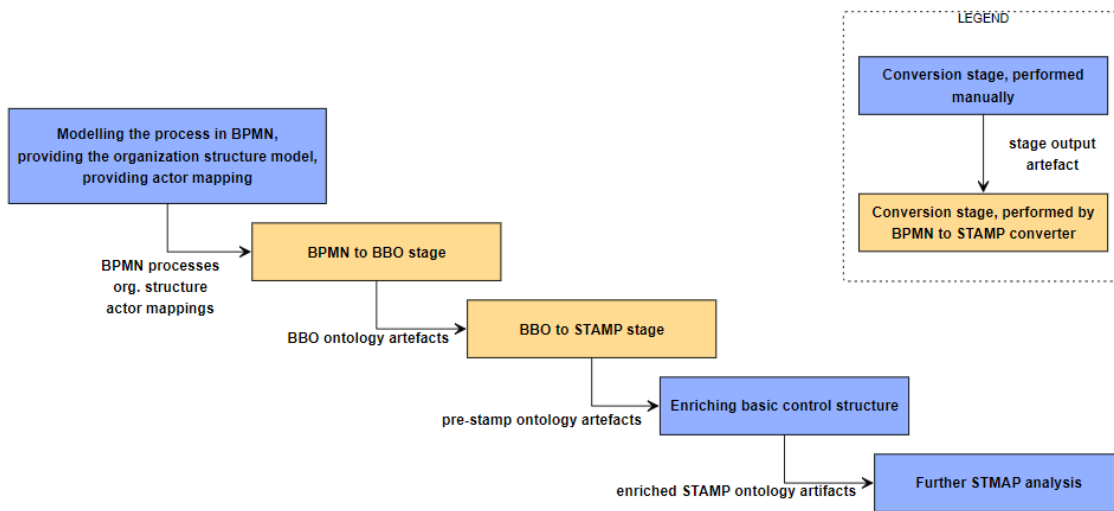 LEGEND
Conversion stage, performed
manually
stage output
artefact
Conversion stage, performed by
BPMN to STAMP converter
Modelling the process in BPMN,
providing the organization structure model,
providing actor mapping
BPMN processes
org. structure
actor mappings
BPMN to BBO stage
BBO ontology artefacts
BBO to STAMP stage
pre-stamp ontology artefacts
Enriching basic control structure
enriched STAMP ontology artifacts
Further STMAP analysis